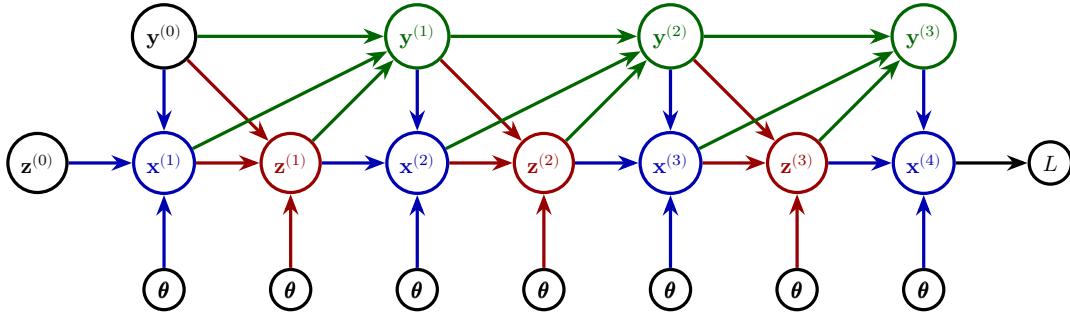 y⁽⁰⁾ y⁽¹⁾ y⁽²⁾ y⁽³⁾
z⁽⁰⁾ x⁽¹⁾ z⁽¹⁾ x⁽²⁾ z⁽²⁾ x⁽³⁾ z⁽³⁾ x⁽⁴⁾ L
θ θ θ θ θ θ θ